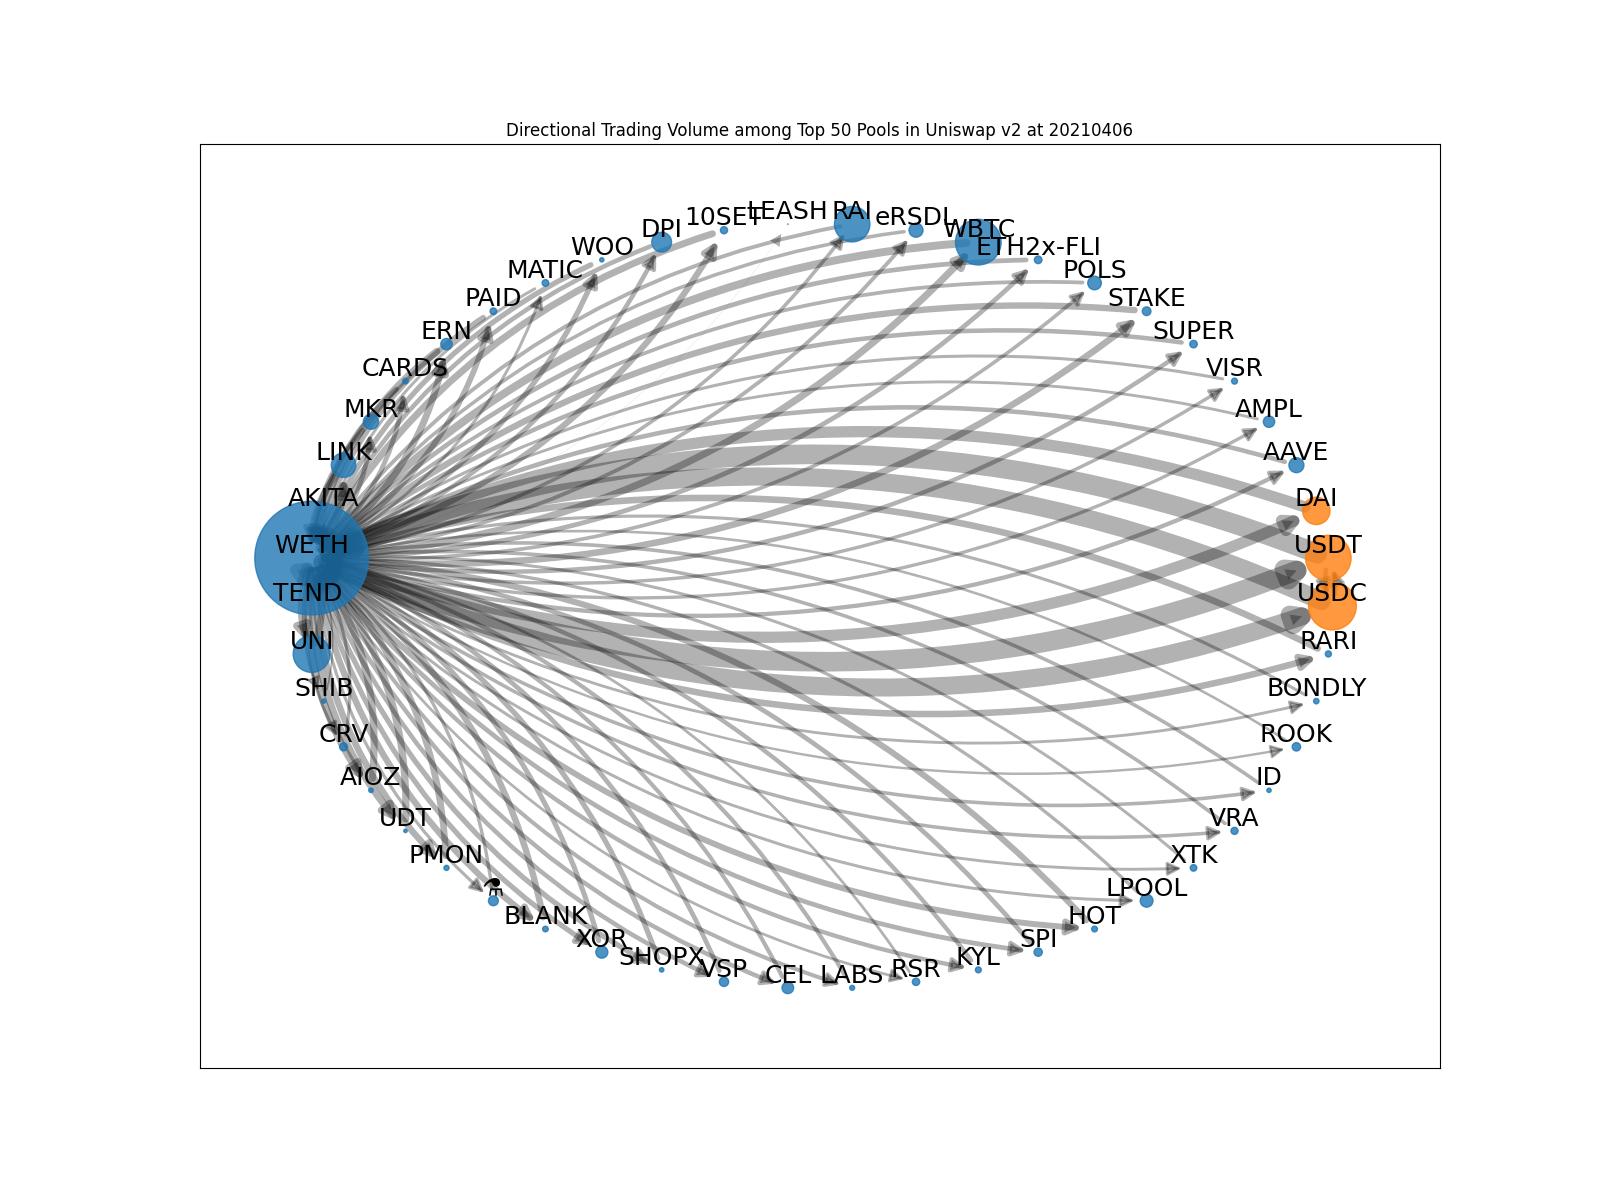 Directional Trading Volume among Top 50 Pools in Uniswap v2 at 20210406
LEASH RAI
10SET eRSDL
DPI WBTC
WOO ETH2x-FLI
MATIC POLS
PAID STAKE
ERN SUPER
CARDS VISR
MKR AMPL
LINK AAVE
AKITA DAI
WETH USDT
TEND USDC
UNI RARI
SHIB BONDLY
CRV ROOK
AIOZ ID
UDT VRA
PMON XTK
⚗ LPOOL
BLANK HOT
XOR SPI
SHOPX KYL
VSP RSR
CEL LABS